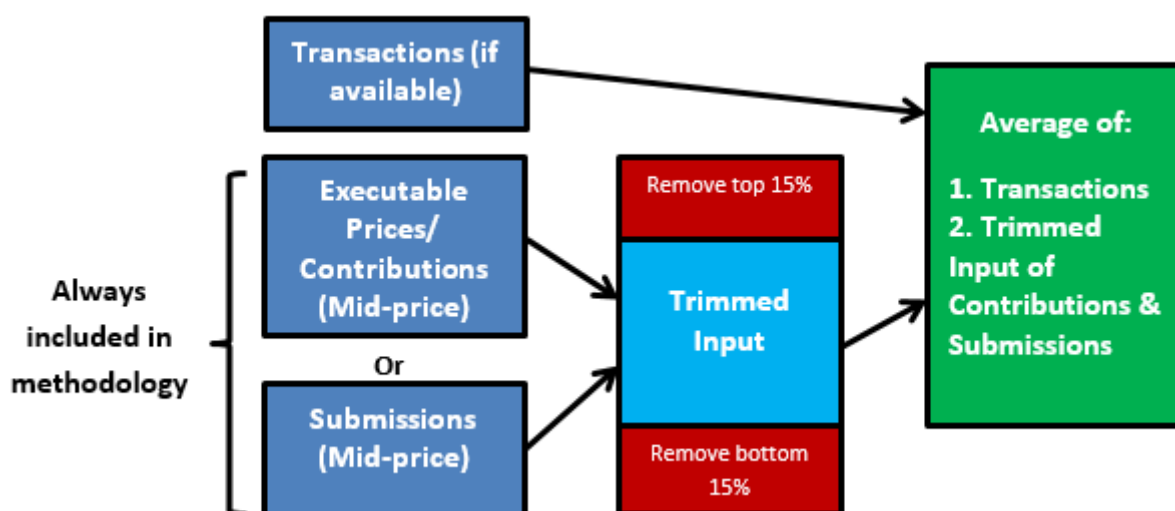 Transactions (if
available)
Executable
Prices/
Contributions
(Mid-price)
Or
Submissions
(Mid-price)
Always
included in
methodology
Remove top 15%
Trimmed
Input
Remove bottom
15%
Average of:
1. Transactions
2. Trimmed
Input of
Contributions &
Submissions